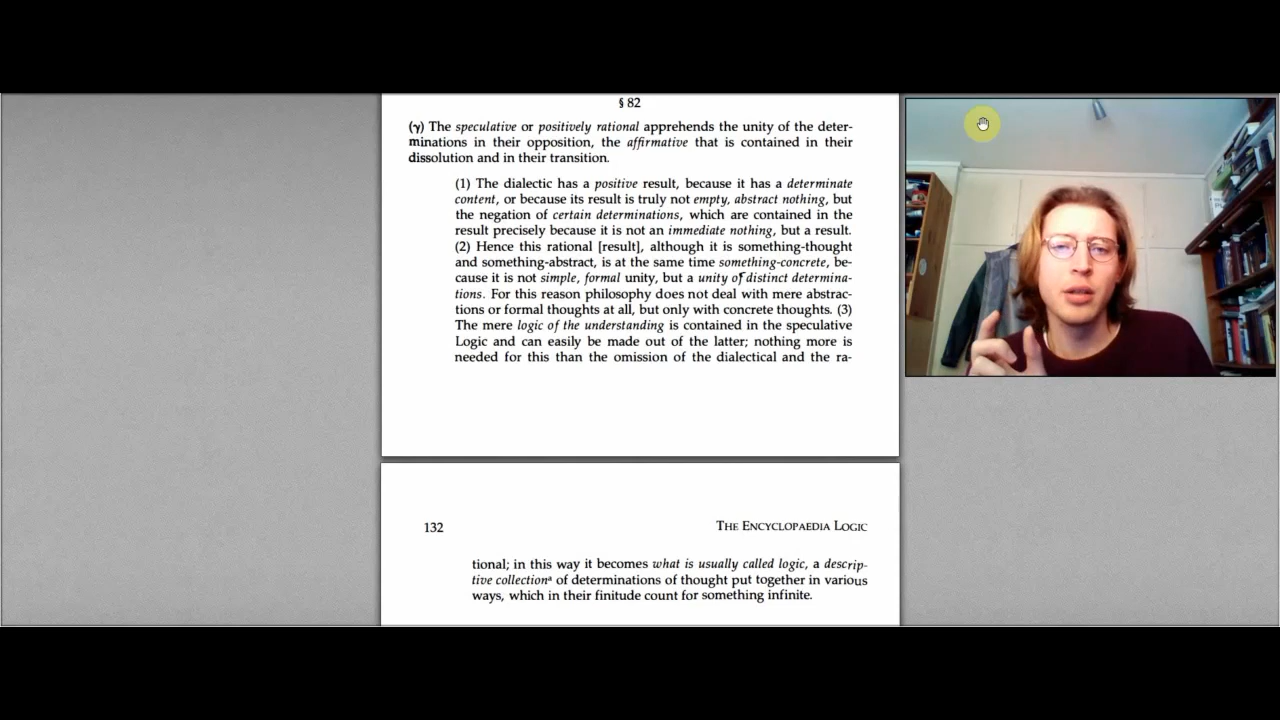 § 82
(γ) The speculative or positively rational apprehends the unity of the deter-
minations in their opposition, the affirmative that is contained in their
dissolution and in their transition.
(1) The dialectic has a positive result, because it has a determinate
content, or because its result is truly not empty, abstract nothing, but
the negation of certain determinations, which are contained in the
result precisely because it is not an immediate nothing, but a result.
(2) Hence this rational [result], although it is something-thought
and something-abstract, is at the same time something-concrete, be-
cause it is not simple, formal unity, but a unity of distinct determina-
tions. For this reason philosophy does not deal with mere abstrac-
tions or formal thoughts at all, but only with concrete thoughts. (3)
The mere logic of the understanding is contained in the speculative
Logic and can easily be made out of the latter; nothing more is
needed for this than the omission of the dialectical and the ra-
132 THE ENCYCLOPAEDIA LOGIC
tional; in this way it becomes what is usually called logic, a descrip-
tive collectionᵃ of determinations of thought put together in various
ways, which in their finitude count for something infinite.